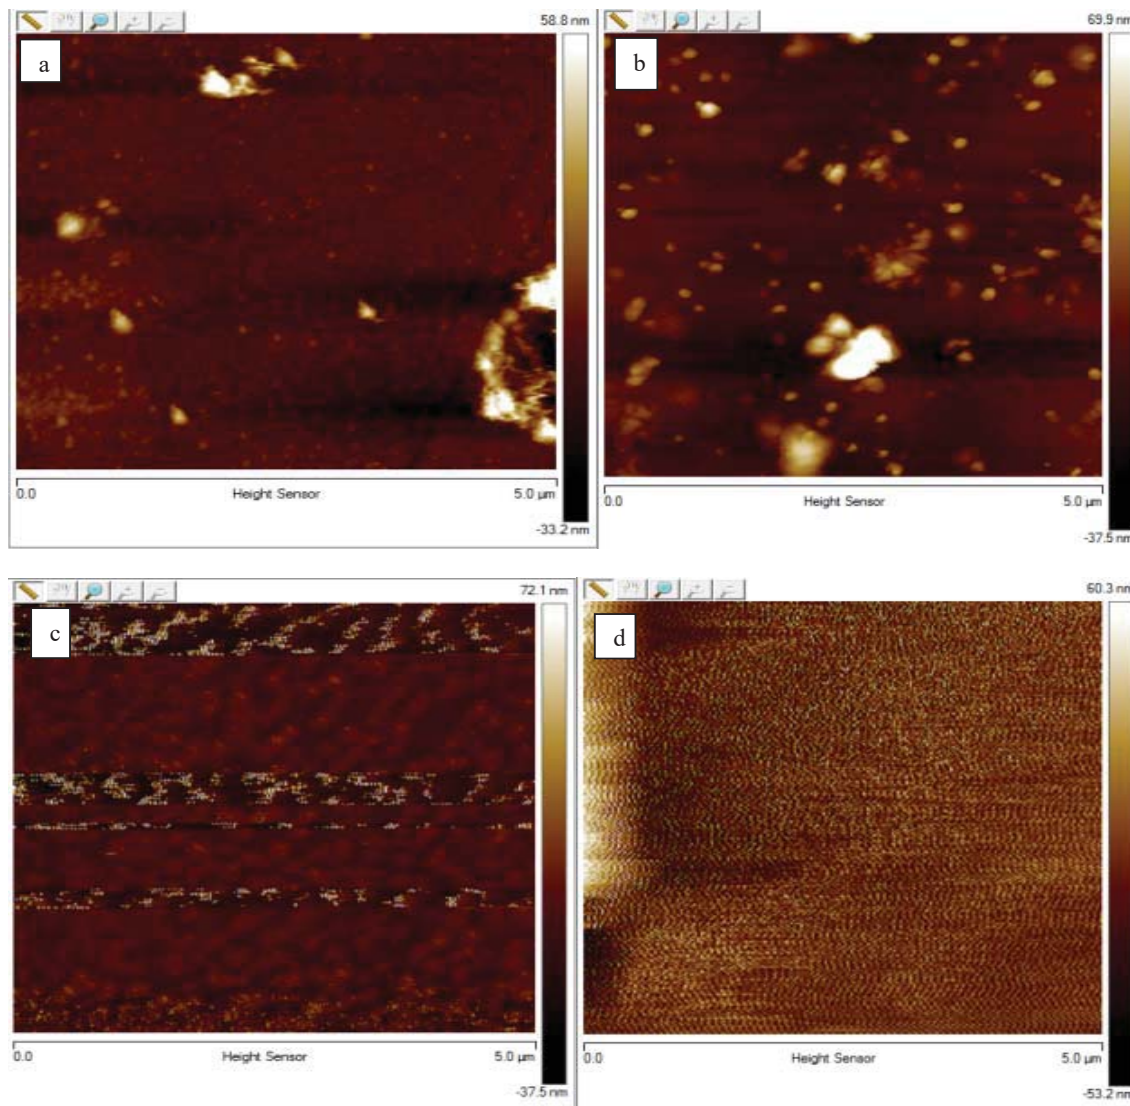 58.8 nm
a
0.0 Height Sensor 5.0 µm
-33.2 nm
69.9 nm
b
0.0 Height Sensor 5.0 µm
-37.5 nm
72.1 nm
c
0.0 Height Sensor 5.0 µm
-37.5 nm
60.3 nm
d
0.0 Height Sensor 5.0 µm
-53.2 nm